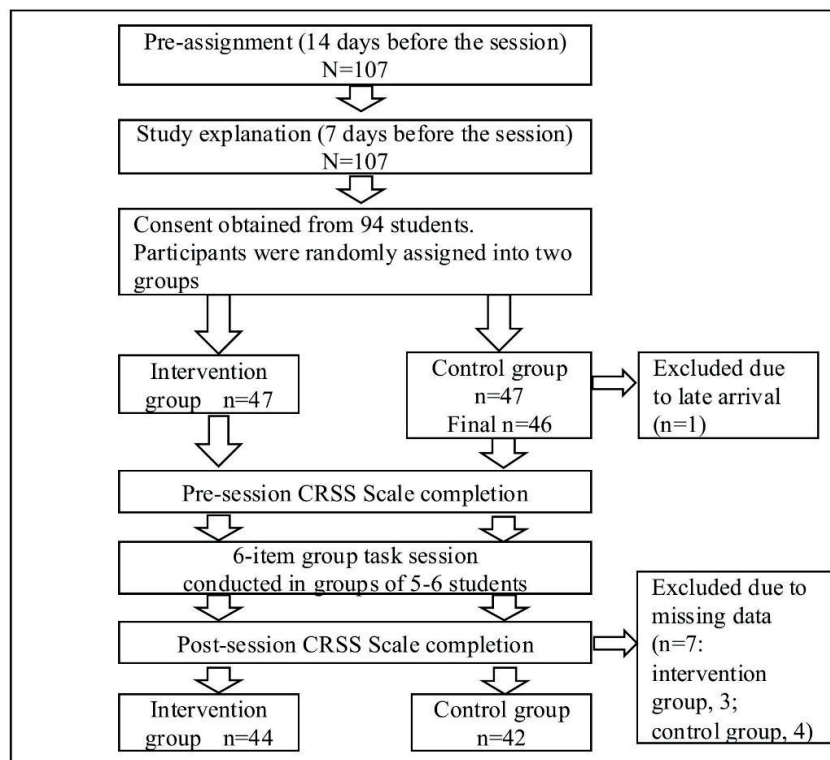 Pre-assignment (14 days before the session)
N=107
Study explanation (7 days before the session)
N=107
Consent obtained from 94 students.
Participants were randomly assigned into two
groups
Intervention
group n=47
Control group
n=47
Final n=46
Excluded due
to late arrival
(n=1)
Pre-session CRSS Scale completion
6-item group task session
conducted in groups of 5-6 students
Post-session CRSS Scale completion
Excluded due to
missing data
(n=7:
intervention
group, 3;
control group, 4)
Intervention
group n=44
Control group
n=42